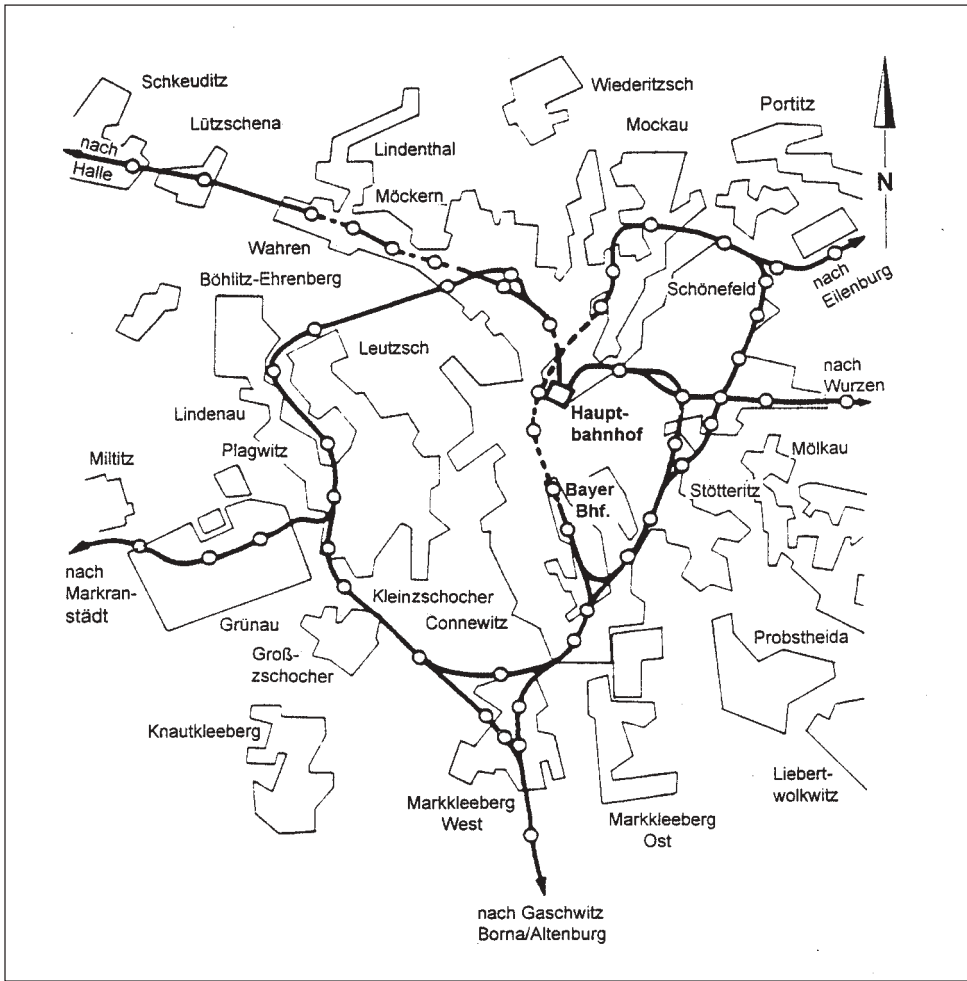 Schkeuditz
Wiederitzsch
Portitz
Lützschena
Mockau
nach
Halle
Lindenthal
N
Möckern
Wahren
Böhlitz-Ehrenberg
Schönefeld
nach
Eilenburg
Leutzsch
nach
Wurzen
Lindenau
Haupt-
bahnhof
Plagwitz
Miltitz
Mölkau
Bayer
Bhf.
Stötteritz
nach
Markran-
städt
Kleinzschocher
Grünau
Connewitz
Groß-
zschocher
Probstheida
Knautkleeberg
Liebert-
wolkwitz
Markkleeberg
West
Markkleeberg
Ost
nach Gaschwitz
Borna/Altenburg